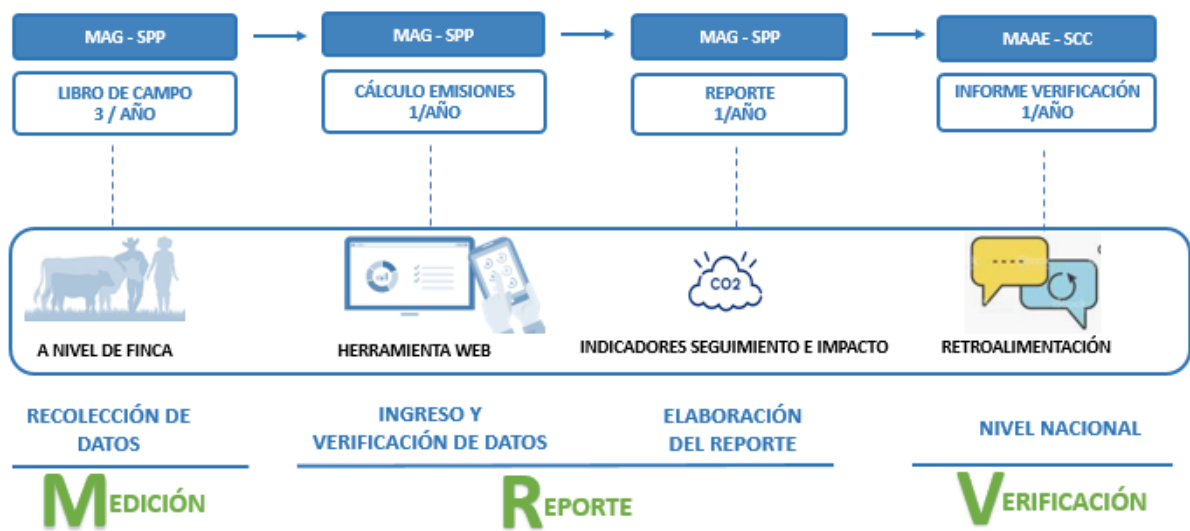 MAG - SPP
MAG - SPP
MAG - SPP
MAAE - SCC
LIBRO DE CAMPO
3 / AÑO
CÁLCULO EMISIONES
1/AÑO
REPORTE
1/AÑO
INFORME VERIFICACIÓN
1/AÑO
CO2
A NIVEL DE FINCA
HERRAMIENTA WEB
INDICADORES SEGUIMIENTO E IMPACTO
RETROALIMENTACIÓN
RECOLECCIÓN DE
DATOS
INGRESO Y
VERIFICACIÓN DE DATOS
ELABORACIÓN
DEL REPORTE
NIVEL NACIONAL
MEDICIÓN
REPORTE
VERIFICACIÓN